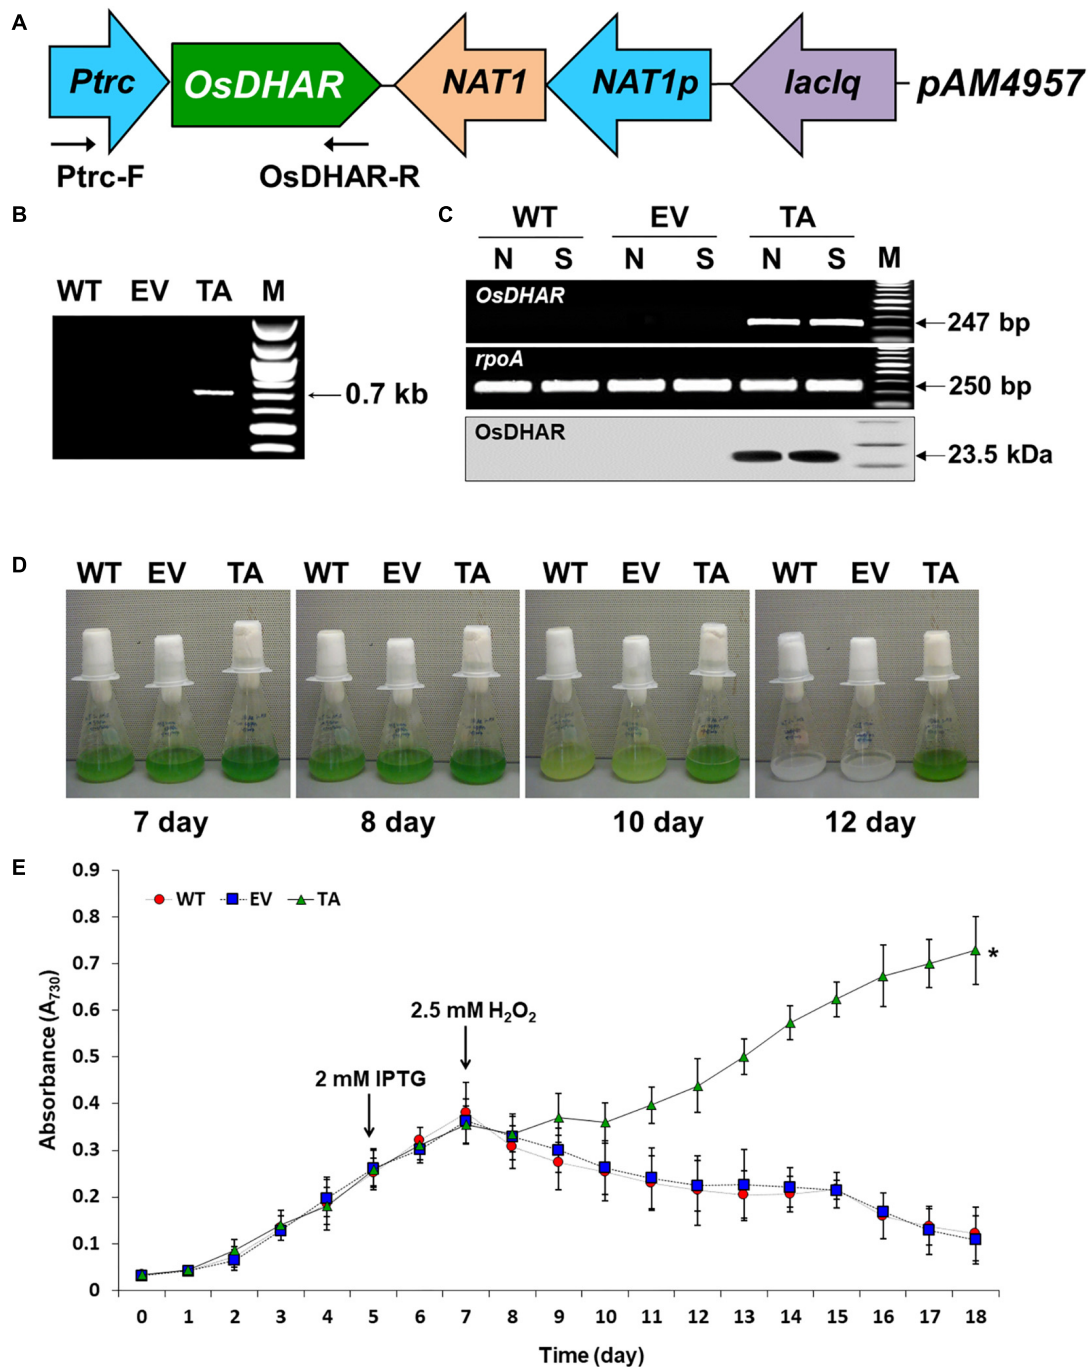 A
Ptrc OsDHAR NAT1 NAT1p lacIq pAM4957
Ptrc-F OsDHAR-R
B
WT EV TA M
0.7 kb
C
WT EV TA
N S N S N S M
OsDHAR
247 bp
rpoA
250 bp
OsDHAR
23.5 kDa
D
WT EV TA WT EV TA WT EV TA WT EV TA
7 day 8 day 10 day 12 day
E
0.9
0.8
0.7
0.6
0.5
0.4
0.3
0.2
0.1
0
Absorbance (A730)
WT EV TA
2 mM IPTG
2.5 mM H2O2
*
0 1 2 3 4 5 6 7 8 9 10 11 12 13 14 15 16 17 18
Time (day)